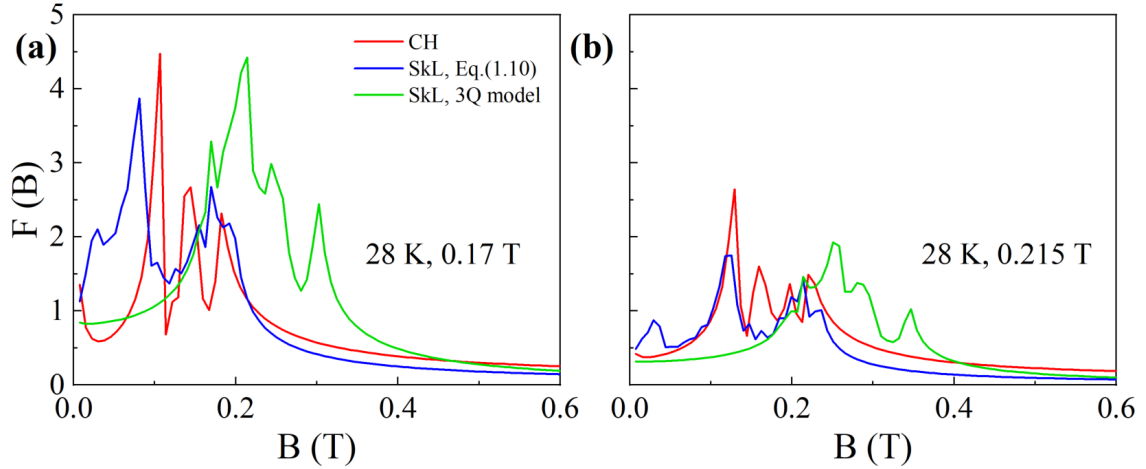 (a)
5
4
3
2
1
0
F (B)
CH
SkL, Eq.(1.10)
SkL, 3Q model
28 K, 0.17 T
0.0 0.2 0.4 0.6
B (T)
(b)
28 K, 0.215 T
0.0 0.2 0.4 0.6
B (T)